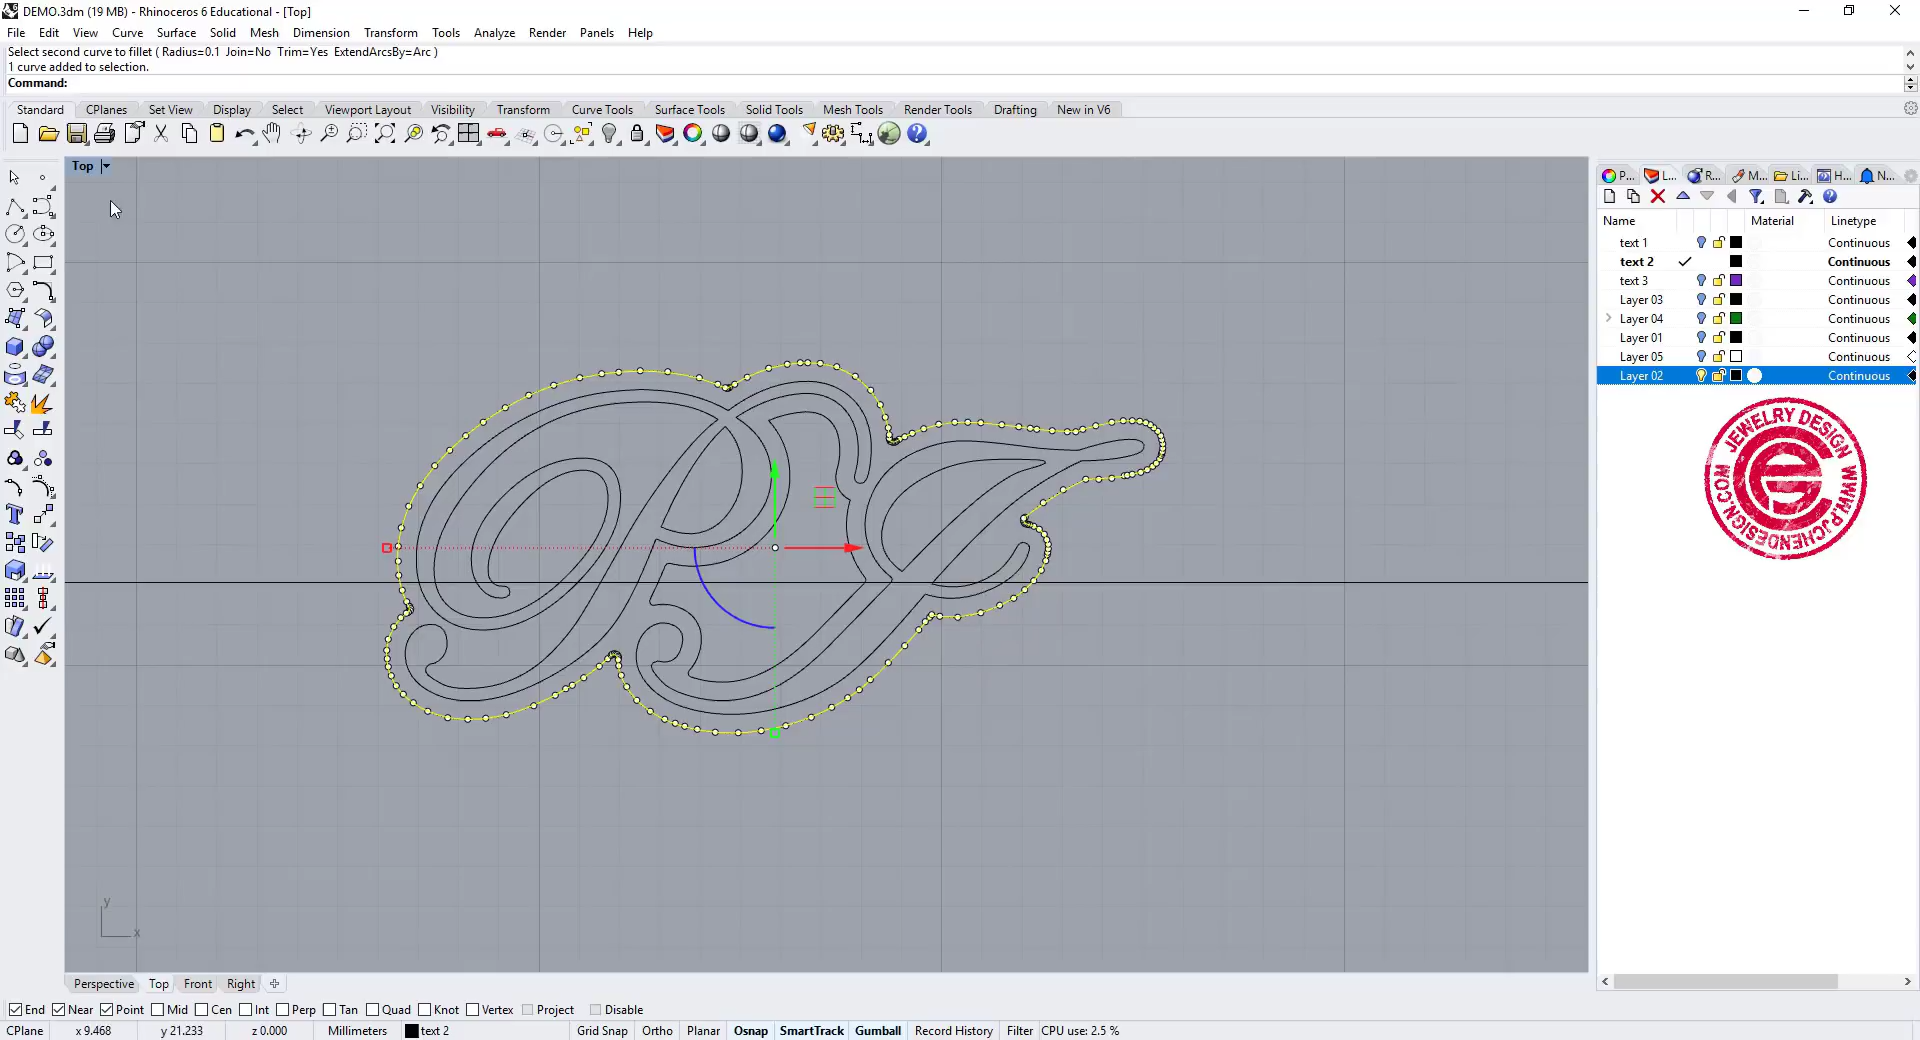 DEMO.3dm (19 MB) - Rhinoceros 6 Educational - [Top]
File Edit View Curve Surface Solid Mesh Dimension Transform Tools Analyze Render Panels Help
Select second curve to fillet ( Radius=0.1 Join=No Trim=Yes ExtendArcsBy=Arc )
1 curve added to selection.
Command:
Standard CPlanes Set View Display Select Viewport Layout Visibility Transform Curve Tools Surface Tools Solid Tools Mesh Tools Render Tools Drafting New in V6
Top
P... L... R... M... Li... H... N...
Name Material Linetype
text 1 Continuous
text 2 Continuous
text 3 Continuous
Layer 03 Continuous
Layer 04 Continuous
Layer 01 Continuous
Layer 05 Continuous
Layer 02 Continuous
JEWELRY DESIGN
WWW.PJCHENDESIGN.COM
y
x
Perspective Top Front Right
End Near Point Mid Cen Int Perp Tan Quad Knot Vertex Project Disable
CPlane x 9.468 y 21.233 z 0.000 Millimeters text 2 Grid Snap Ortho Planar Osnap SmartTrack Gumball Record History Filter CPU use: 2.5 %